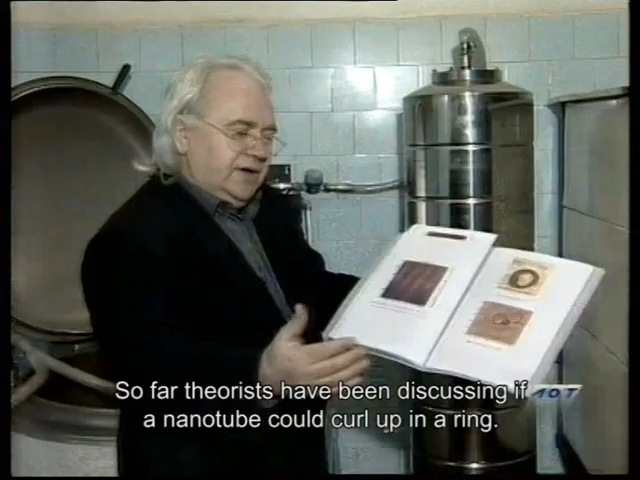 So far theorists have been discussing if
a nanotube could curl up in a ring.